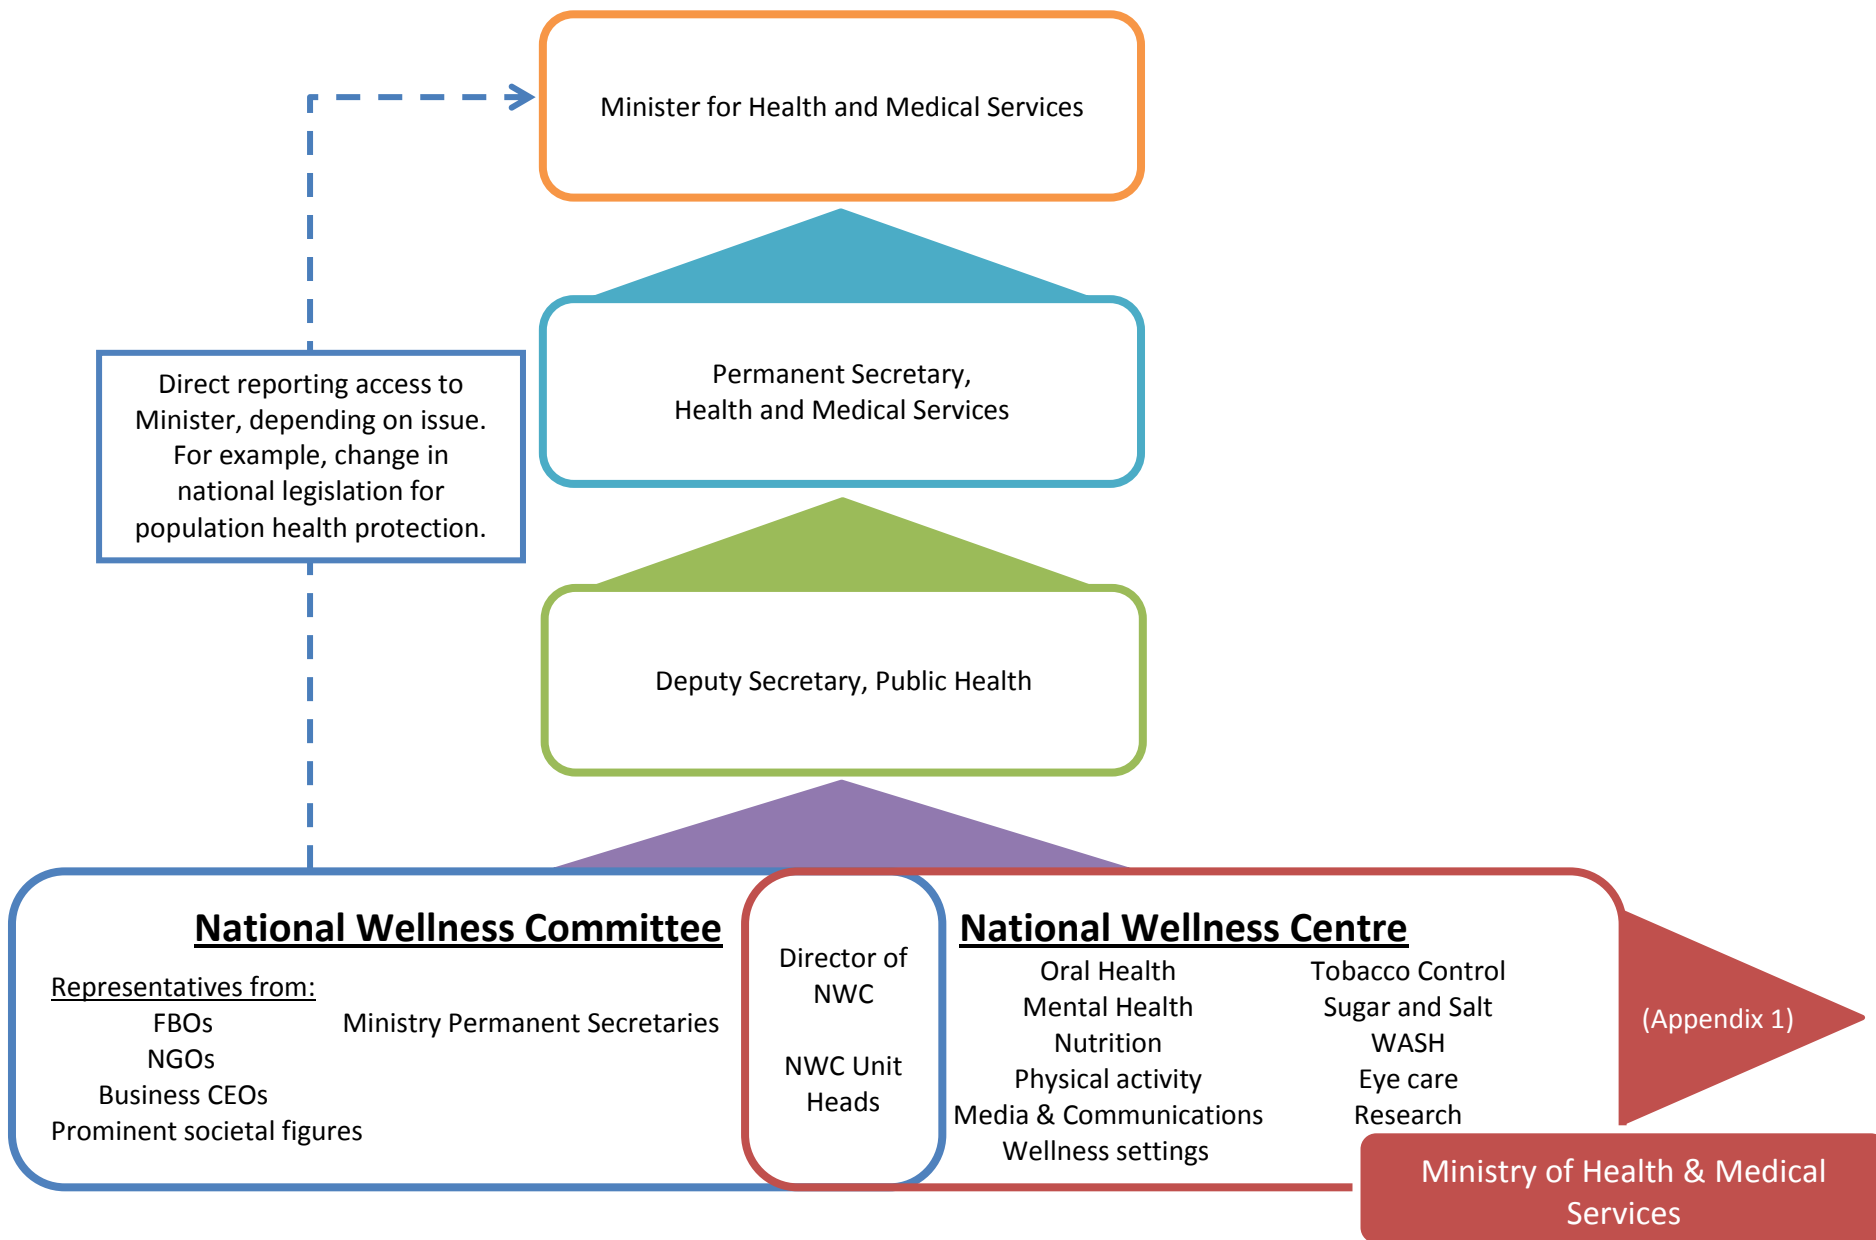 Minister for Health and Medical Services
Direct reporting access to
Minister, depending on issue.
For example, change in
national legislation for
population health protection.
Permanent Secretary,
Health and Medical Services
Deputy Secretary, Public Health
National Wellness Committee
Representatives from:
FBOs
NGOs
Business CEOs
Prominent societal figures
Ministry Permanent Secretaries
Director of
NWC
NWC Unit
Heads
National Wellness Centre
Oral Health
Mental Health
Nutrition
Physical activity
Media & Communications
Wellness settings
Tobacco Control
Sugar and Salt
WASH
Eye care
Research
(Appendix 1)
Ministry of Health & Medical
Services